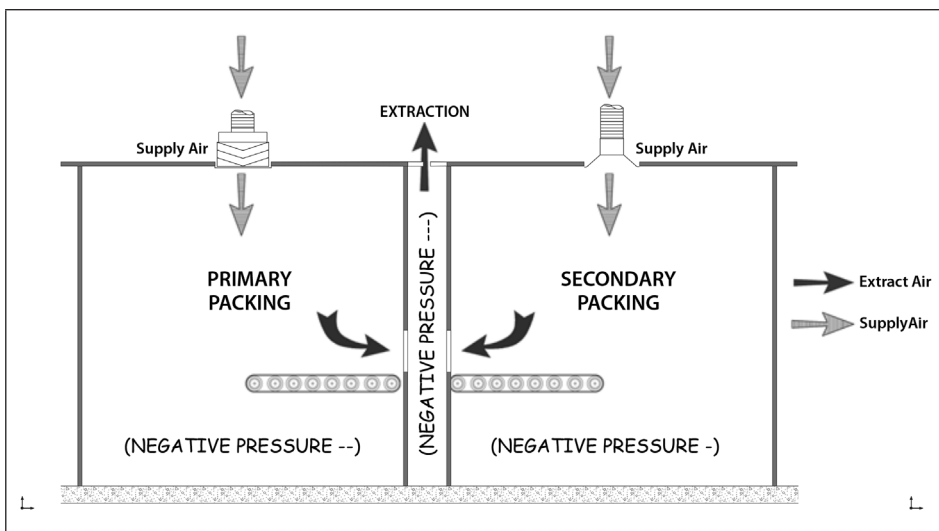 EXTRACTION
Supply Air
Supply Air
PRIMARY
PACKING
(NEGATIVE PRESSURE ---)
SECONDARY
PACKING
Extract Air
SupplyAir
(NEGATIVE PRESSURE --)
(NEGATIVE PRESSURE -)